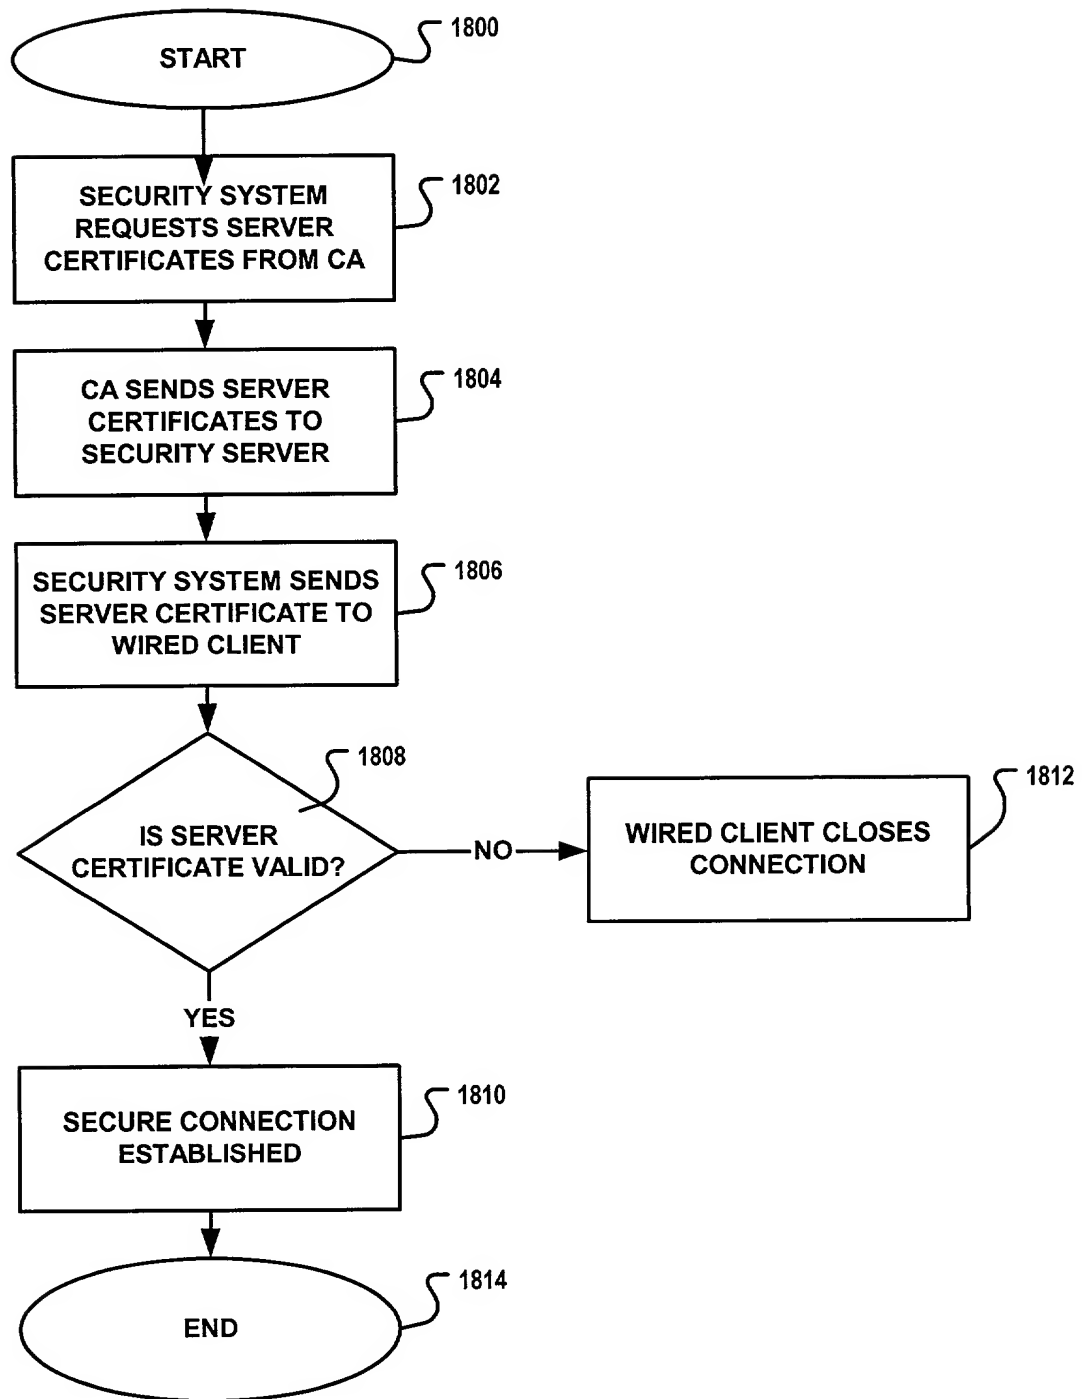 START
1800
SECURITY SYSTEM
REQUESTS SERVER
CERTIFICATES FROM CA
1802
CA SENDS SERVER
CERTIFICATES TO
SECURITY SERVER
1804
SECURITY SYSTEM SENDS
SERVER CERTIFICATE TO
WIRED CLIENT
1806
IS SERVER
CERTIFICATE VALID?
1808
NO
WIRED CLIENT CLOSES
CONNECTION
1812
YES
SECURE CONNECTION
ESTABLISHED
1810
END
1814